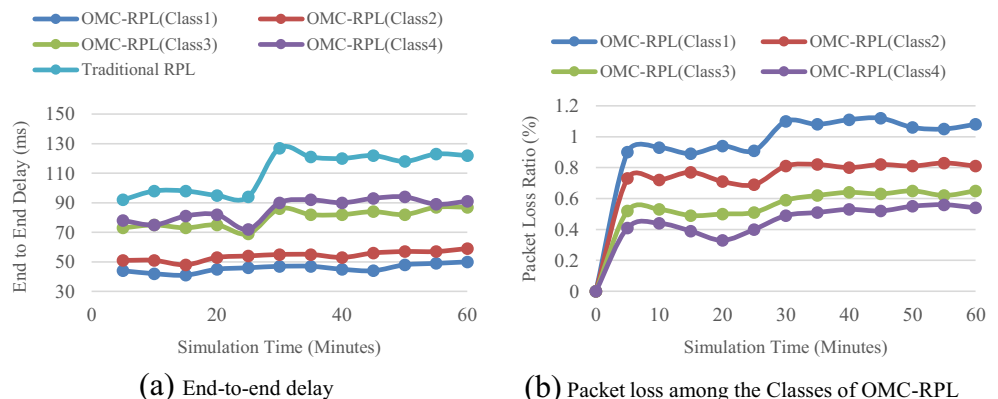 OMC-RPL(Class1) OMC-RPL(Class2)
OMC-RPL(Class3) OMC-RPL(Class4)
Traditional RPL
End to End Delay (ms)
150
130
110
90
70
50
30
0 20 40 60
Simulation Time (Minutes)
(a) End-to-end delay
OMC-RPL(Class1) OMC-RPL(Class2)
OMC-RPL(Class3) OMC-RPL(Class4)
Packet Loss Ratio (%)
1.2
1
0.8
0.6
0.4
0.2
0
0 10 20 30 40 50 60
Simulation Time (Minutes)
(b) Packet loss among the Classes of OMC-RPL